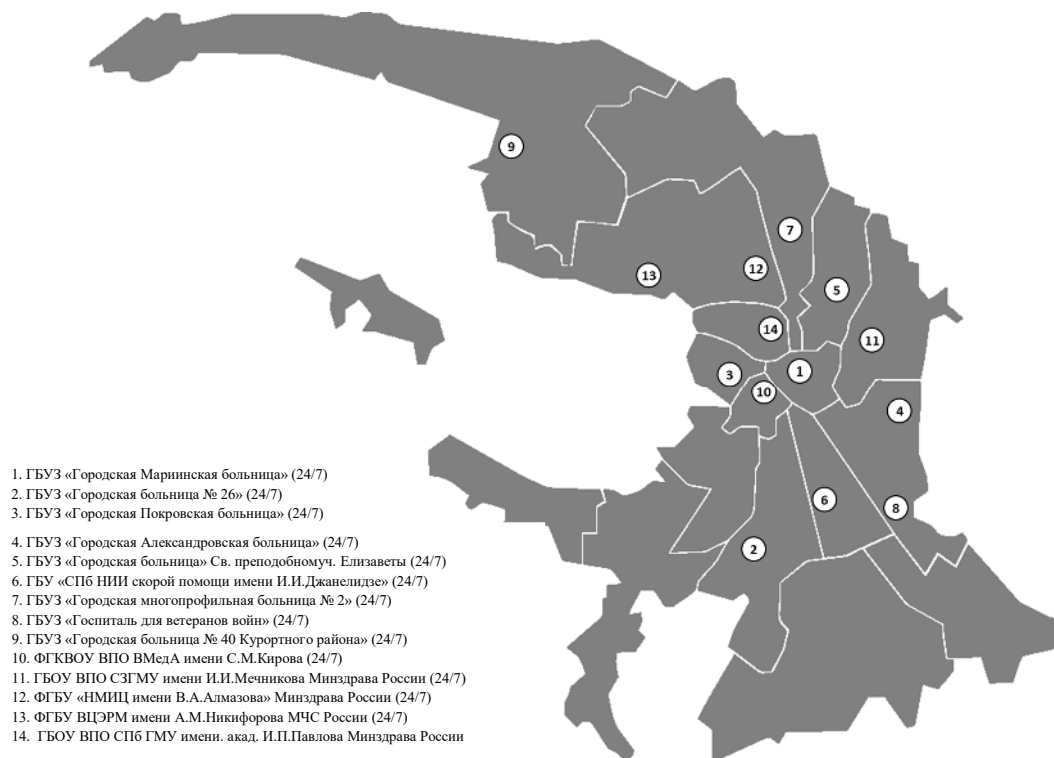 9
7
12
13
5
14
11
1
3
10
4
6
8
2
1. ГБУЗ «Городская Мариинская больница» (24/7)
2. ГБУЗ «Городская больница № 26» (24/7)
3. ГБУЗ «Городская Покровская больница» (24/7)
4. ГБУЗ «Городская Александровская больница» (24/7)
5. ГБУЗ «Городская больница» Св. преподобномуч. Елизаветы (24/7)
6. ГБУ «СПб НИИ скорой помощи имени И.И.Джанелидзе» (24/7)
7. ГБУЗ «Городская многопрофильная больница № 2» (24/7)
8. ГБУЗ «Госпиталь для ветеранов войн» (24/7)
9. ГБУЗ «Городская больница № 40 Курортного района» (24/7)
10. ФГКВОУ ВПО ВМедА имени С.М.Кирова (24/7)
11. ГБОУ ВПО СЗГМУ имени И.И.Мечникова Минздрава России (24/7)
12. ФГБУ «НМИЦ имени В.А.Алмазова» Минздрава России (24/7)
13. ФГБУ ВЦЭРМ имени А.М.Никифорова МЧС России (24/7)
14. ГБОУ ВПО СПб ГМУ имени. акад. И.П.Павлова Минздрава России